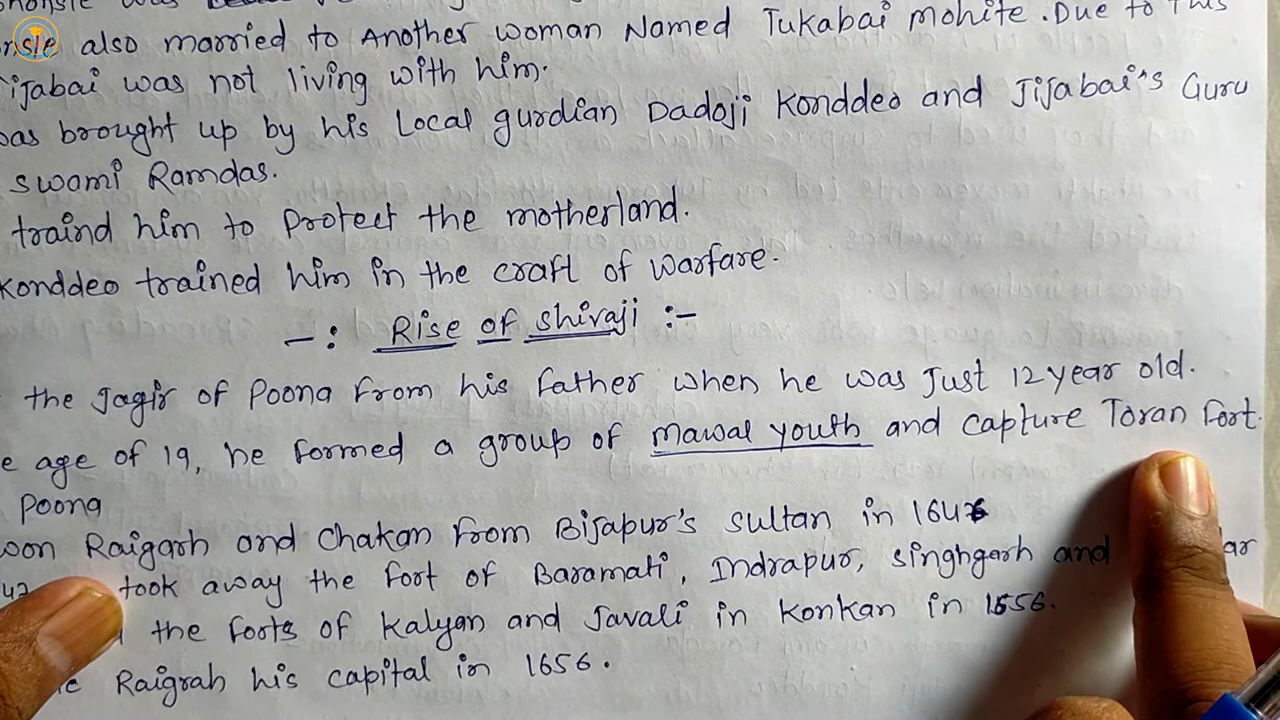 also married to Another woman Named Tukabai mohite. Due to This
ijabai was not living with him.
as brought up by his Local gurdian Dadoji Konddeo and Jijabai's Guru
swami Ramdas.
traind him to Protect the motherland.
Konddeo trained him in the craft of warfare.
-: Rise of Shivaji :-
the Jagir of Poona from his father when he was Just 12 year old.
e age of 19, he formed a group of mawal youth and capture Toran Fort.
Poona
won Raigarh and Chakan from Bijapur's Sultan in 1646
took away the fort of Baramati, Indrapur, singhgarh and
the forts of Kalyan and Javali in Konkan in 1656.
Raigrah his capital in 1656.